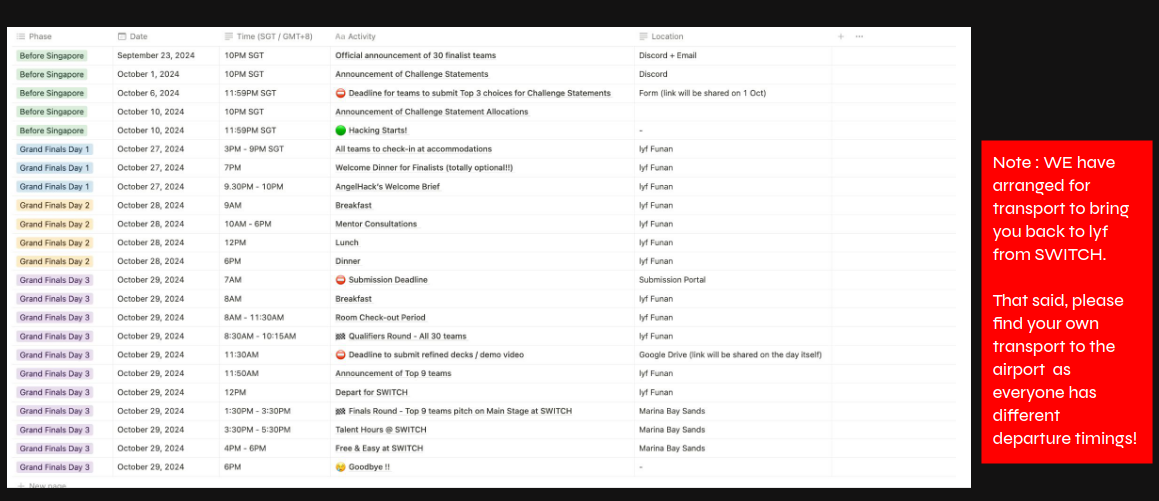 Phase Date Time (SGT / GMT+8) Aa Activity Location
Before Singapore September 23, 2024 10PM SGT Official announcement of 30 finalist teams Discord + Email
Before Singapore October 1, 2024 10PM SGT Announcement of Challenge Statements Discord
Before Singapore October 6, 2024 11:59PM SGT Deadline for teams to submit Top 3 choices for Challenge Statements Form (link will be shared on 1 Oct)
Before Singapore October 10, 2024 10PM SGT Announcement of Challenge Statement Allocations
Before Singapore October 10, 2024 11:59PM SGT Hacking Starts! -
Grand Finals Day 1 October 27, 2024 3PM - 9PM SGT All teams to check-in at accommodations lyf Funan
Grand Finals Day 1 October 27, 2024 7PM Welcome Dinner for Finalists (totally optional!!) lyf Funan
Grand Finals Day 1 October 27, 2024 9.30PM - 10PM AngelHack's Welcome Brief lyf Funan
Grand Finals Day 2 October 28, 2024 9AM Breakfast lyf Funan
Grand Finals Day 2 October 28, 2024 10AM - 6PM Mentor Consultations lyf Funan
Grand Finals Day 2 October 28, 2024 12PM Lunch lyf Funan
Grand Finals Day 2 October 28, 2024 6PM Dinner lyf Funan
Grand Finals Day 3 October 29, 2024 7AM Submission Deadline Submission Portal
Grand Finals Day 3 October 29, 2024 8AM Breakfast lyf Funan
Grand Finals Day 3 October 29, 2024 8AM - 11:30AM Room Check-out Period lyf Funan
Grand Finals Day 3 October 29, 2024 8:30AM - 10:15AM Qualifiers Round - All 30 teams lyf Funan
Grand Finals Day 3 October 29, 2024 11:30AM Deadline to submit refined decks / demo video Google Drive (link will be shared on the day itself)
Grand Finals Day 3 October 29, 2024 11:50AM Announcement of Top 9 teams lyf Funan
Grand Finals Day 3 October 29, 2024 12PM Depart for SWITCH lyf Funan
Grand Finals Day 3 October 29, 2024 1:30PM - 3:30PM Finals Round - Top 9 teams pitch on Main Stage at SWITCH Marina Bay Sands
Grand Finals Day 3 October 29, 2024 3:30PM - 5:30PM Talent Hours @ SWITCH Marina Bay Sands
Grand Finals Day 3 October 29, 2024 4PM - 6PM Free & Easy at SWITCH Marina Bay Sands
Grand Finals Day 3 October 29, 2024 6PM Goodbye !! -
+ New page
Note : WE have
arranged for
transport to bring
you back to lyf
from SWITCH.
That said, please
find your own
transport to the
airport as
everyone has
different
departure timings!